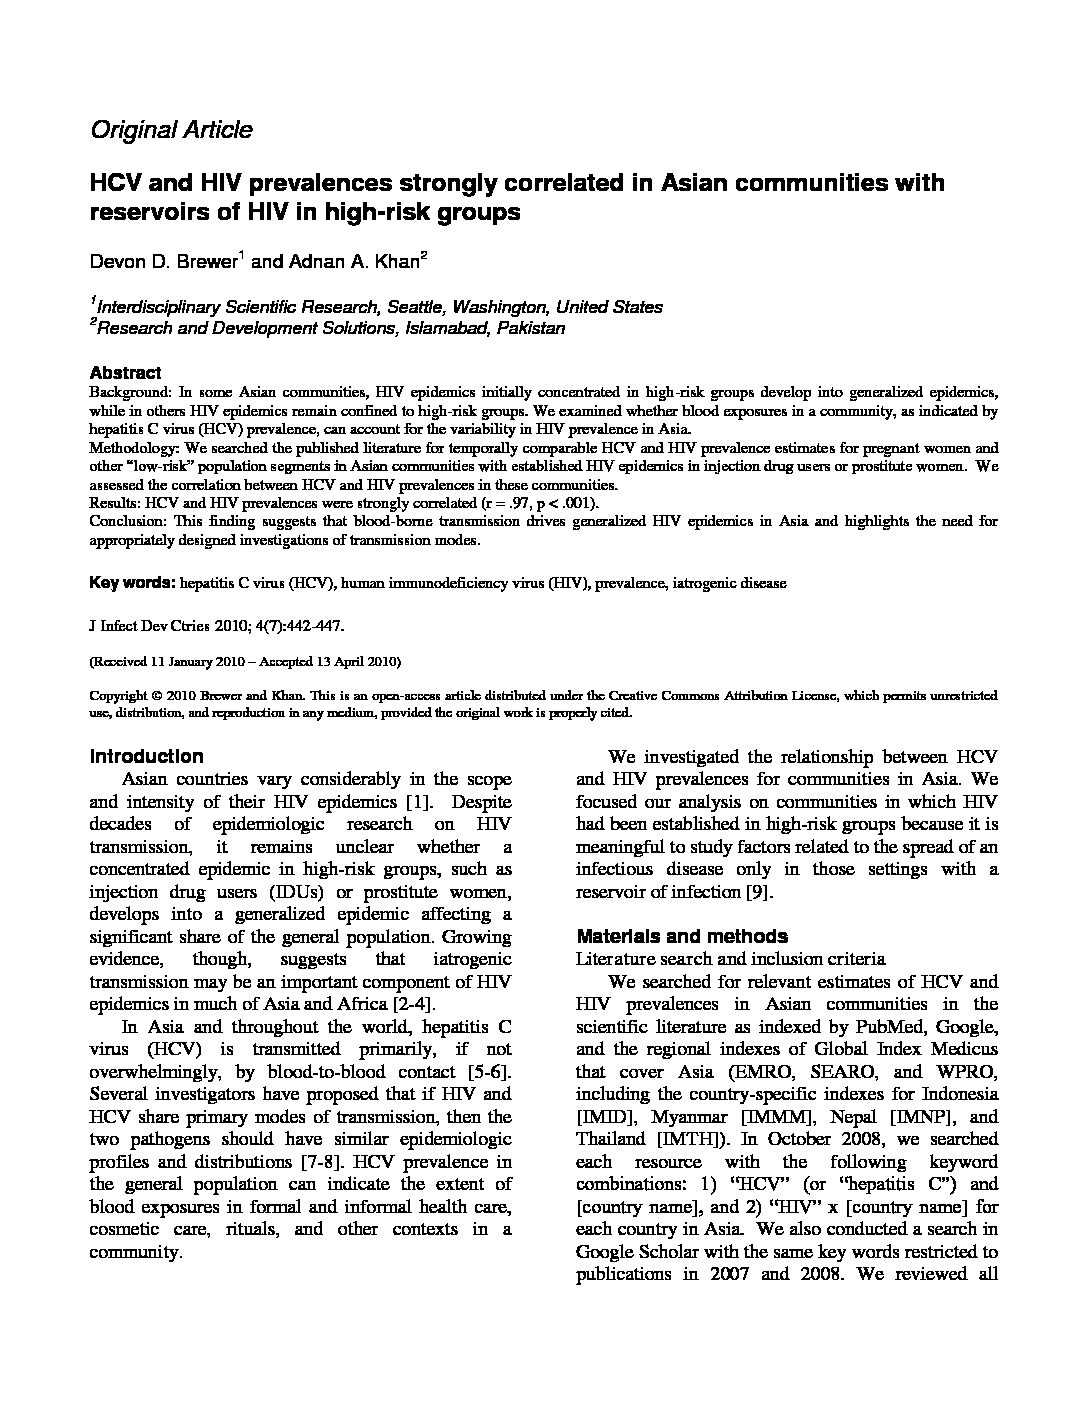 Original Article
HCV and HIV prevalences strongly correlated in Asian communities with
reservoirs of HIV in high-risk groups
Devon D. Brewer1 and Adnan A. Khan2
1Interdisciplinary Scientific Research, Seattle, Washington, United States
2Research and Development Solutions, Islamabad, Pakistan
Abstract
Background: In some Asian communities, HIV epidemics initially concentrated in high-risk groups develop into generalized epidemics,
while in others HIV epidemics remain confined to high-risk groups. We examined whether blood exposures in a community, as indicated by
hepatitis C virus (HCV) prevalence, can account for the variability in HIV prevalence in Asia.
Methodology: We searched the published literature for temporally comparable HCV and HIV prevalence estimates for pregnant women and
other “low-risk” population segments in Asian communities with established HIV epidemics in injection drug users or prostitute women. We
assessed the correlation between HCV and HIV prevalences in these communities.
Results: HCV and HIV prevalences were strongly correlated (r = .97, p < .001).
Conclusion: This finding suggests that blood-borne transmission drives generalized HIV epidemics in Asia and highlights the need for
appropriately designed investigations of transmission modes.
Key words: hepatitis C virus (HCV), human immunodeficiency virus (HIV), prevalence, iatrogenic disease
J Infect Dev Ctries 2010; 4(7):442-447.
(Received 11 January 2010 – Accepted 13 April 2010)
Copyright © 2010 Brewer and Khan. This is an open-access article distributed under the Creative Commons Attribution License, which permits unrestricted
use, distribution, and reproduction in any medium, provided the original work is properly cited.
Introduction
Asian countries vary considerably in the scope
and intensity of their HIV epidemics [1]. Despite
decades of epidemiologic research on HIV
transmission, it remains unclear whether a
concentrated epidemic in high-risk groups, such as
injection drug users (IDUs) or prostitute women,
develops into a generalized epidemic affecting a
significant share of the general population. Growing
evidence, though, suggests that iatrogenic
transmission may be an important component of HIV
epidemics in much of Asia and Africa [2-4].
In Asia and throughout the world, hepatitis C
virus (HCV) is transmitted primarily, if not
overwhelmingly, by blood-to-blood contact [5-6].
Several investigators have proposed that if HIV and
HCV share primary modes of transmission, then the
two pathogens should have similar epidemiologic
profiles and distributions [7-8]. HCV prevalence in
the general population can indicate the extent of
blood exposures in formal and informal health care,
cosmetic care, rituals, and other contexts in a
community.
We investigated the relationship between HCV
and HIV prevalences for communities in Asia. We
focused our analysis on communities in which HIV
had been established in high-risk groups because it is
meaningful to study factors related to the spread of an
infectious disease only in those settings with a
reservoir of infection [9].
Materials and methods
Literature search and inclusion criteria
We searched for relevant estimates of HCV and
HIV prevalences in Asian communities in the
scientific literature as indexed by PubMed, Google,
and the regional indexes of Global Index Medicus
that cover Asia (EMRO, SEARO, and WPRO,
including the country-specific indexes for Indonesia
[IMID], Myanmar [IMMM], Nepal [IMNP], and
Thailand [IMTH]). In October 2008, we searched
each resource with the following keyword
combinations: 1) “HCV” (or “hepatitis C”) and
[country name], and 2) “HIV” x [country name] for
each country in Asia. We also conducted a search in
Google Scholar with the same key words restricted to
publications in 2007 and 2008. We reviewed all